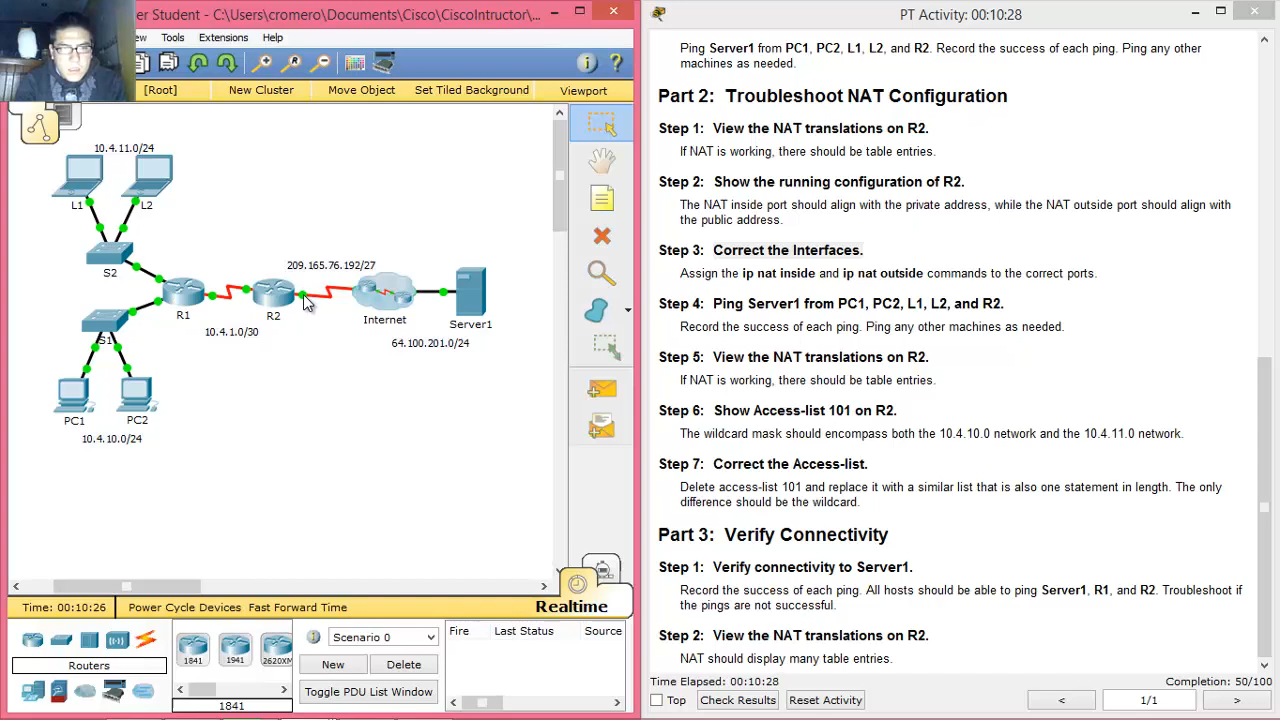 er Student - C:\Users\cromero\Documents\Cisco\CiscoIntructor\...
ew Tools Extensions Help
[Root] New Cluster Move Object Set Tiled Background Viewport
10.4.11.0/24
L1 L2
S2
209.165.76.192/27
R1 R2 Internet Server1
10.4.1.0/30
64.100.201.0/24
S1
PC1 PC2
10.4.10.0/24
Realtime
Time: 00:10:26 Power Cycle Devices Fast Forward Time
Routers
1841 1941 2620XM
1841
Scenario 0
New Delete
Toggle PDU List Window
Fire Last Status Source
PT Activity: 00:10:28
Ping Server1 from PC1, PC2, L1, L2, and R2. Record the success of each ping. Ping any other
machines as needed.
Part 2: Troubleshoot NAT Configuration
Step 1: View the NAT translations on R2.
If NAT is working, there should be table entries.
Step 2: Show the running configuration of R2.
The NAT inside port should align with the private address, while the NAT outside port should align with
the public address.
Step 3: Correct the Interfaces.
Assign the ip nat inside and ip nat outside commands to the correct ports.
Step 4: Ping Server1 from PC1, PC2, L1, L2, and R2.
Record the success of each ping. Ping any other machines as needed.
Step 5: View the NAT translations on R2.
If NAT is working, there should be table entries.
Step 6: Show Access-list 101 on R2.
The wildcard mask should encompass both the 10.4.10.0 network and the 10.4.11.0 network.
Step 7: Correct the Access-list.
Delete access-list 101 and replace it with a similar list that is also one statement in length. The only
difference should be the wildcard.
Part 3: Verify Connectivity
Step 1: Verify connectivity to Server1.
Record the success of each ping. All hosts should be able to ping Server1, R1, and R2. Troubleshoot if
the pings are not successful.
Step 2: View the NAT translations on R2.
NAT should display many table entries.
Time Elapsed: 00:10:28 Completion: 50/100
Top Check Results Reset Activity < 1/1 >